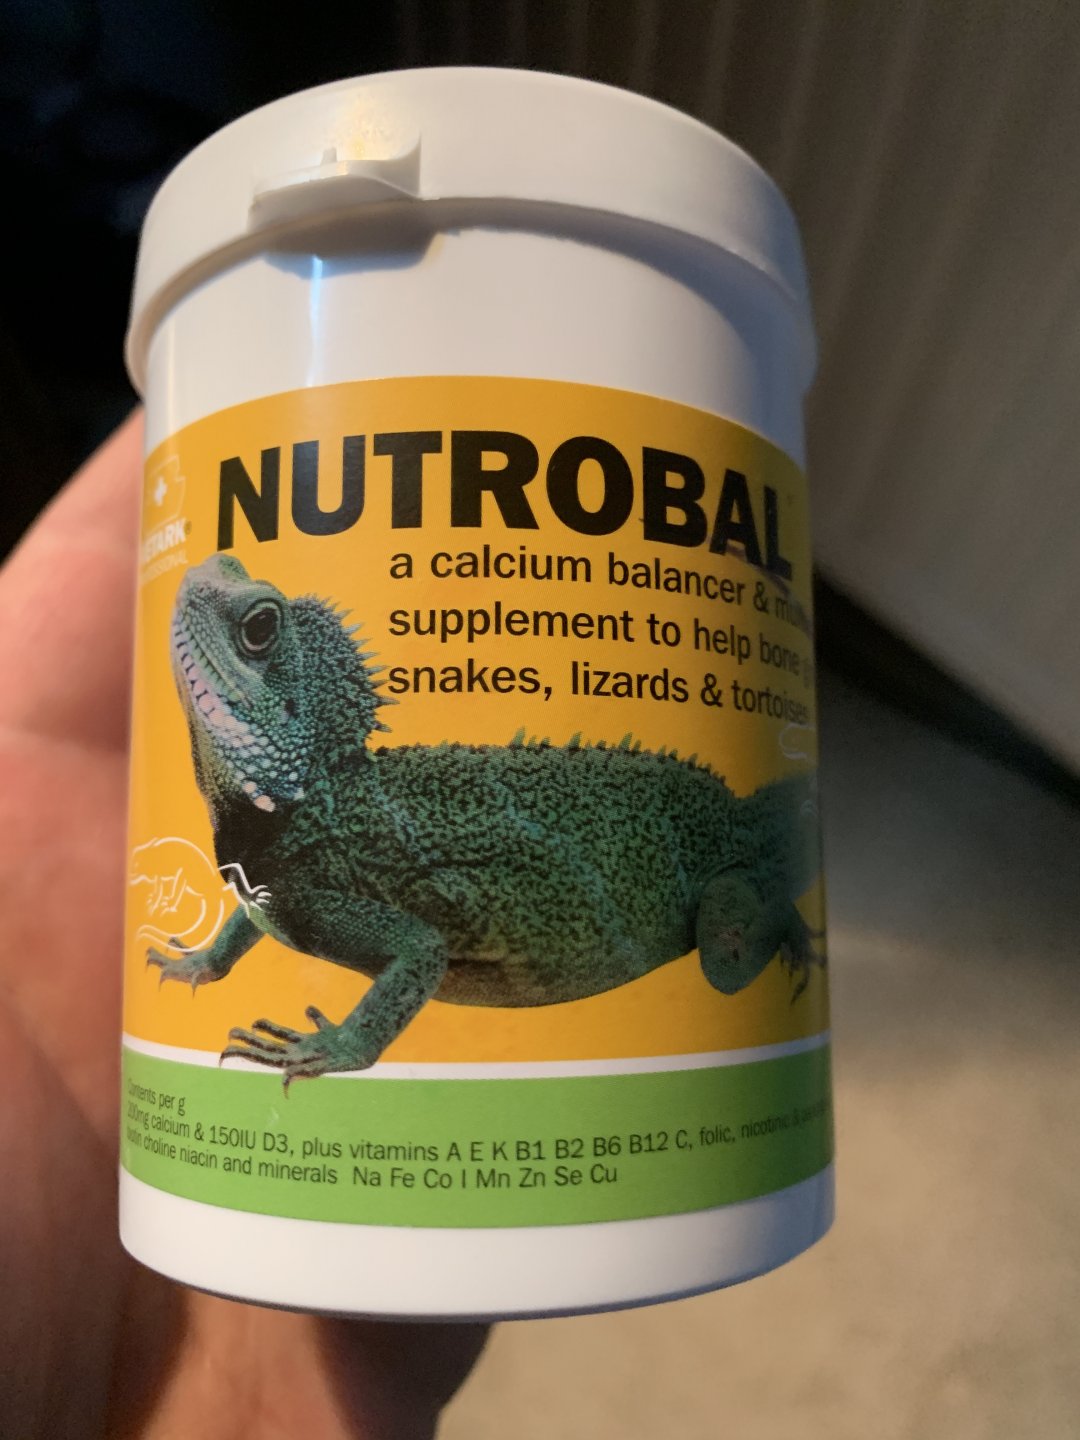 NUTROBAL
a calcium balancer &
supplement to help bone
snakes, lizards & tortoises
Contents per g
200mg calcium & 150IU D3, plus vitamins A E K B1 B2 B6 B12 C, folic, nicotinic &
choline niacin and minerals Na Fe Co I Mn Zn Se Cu